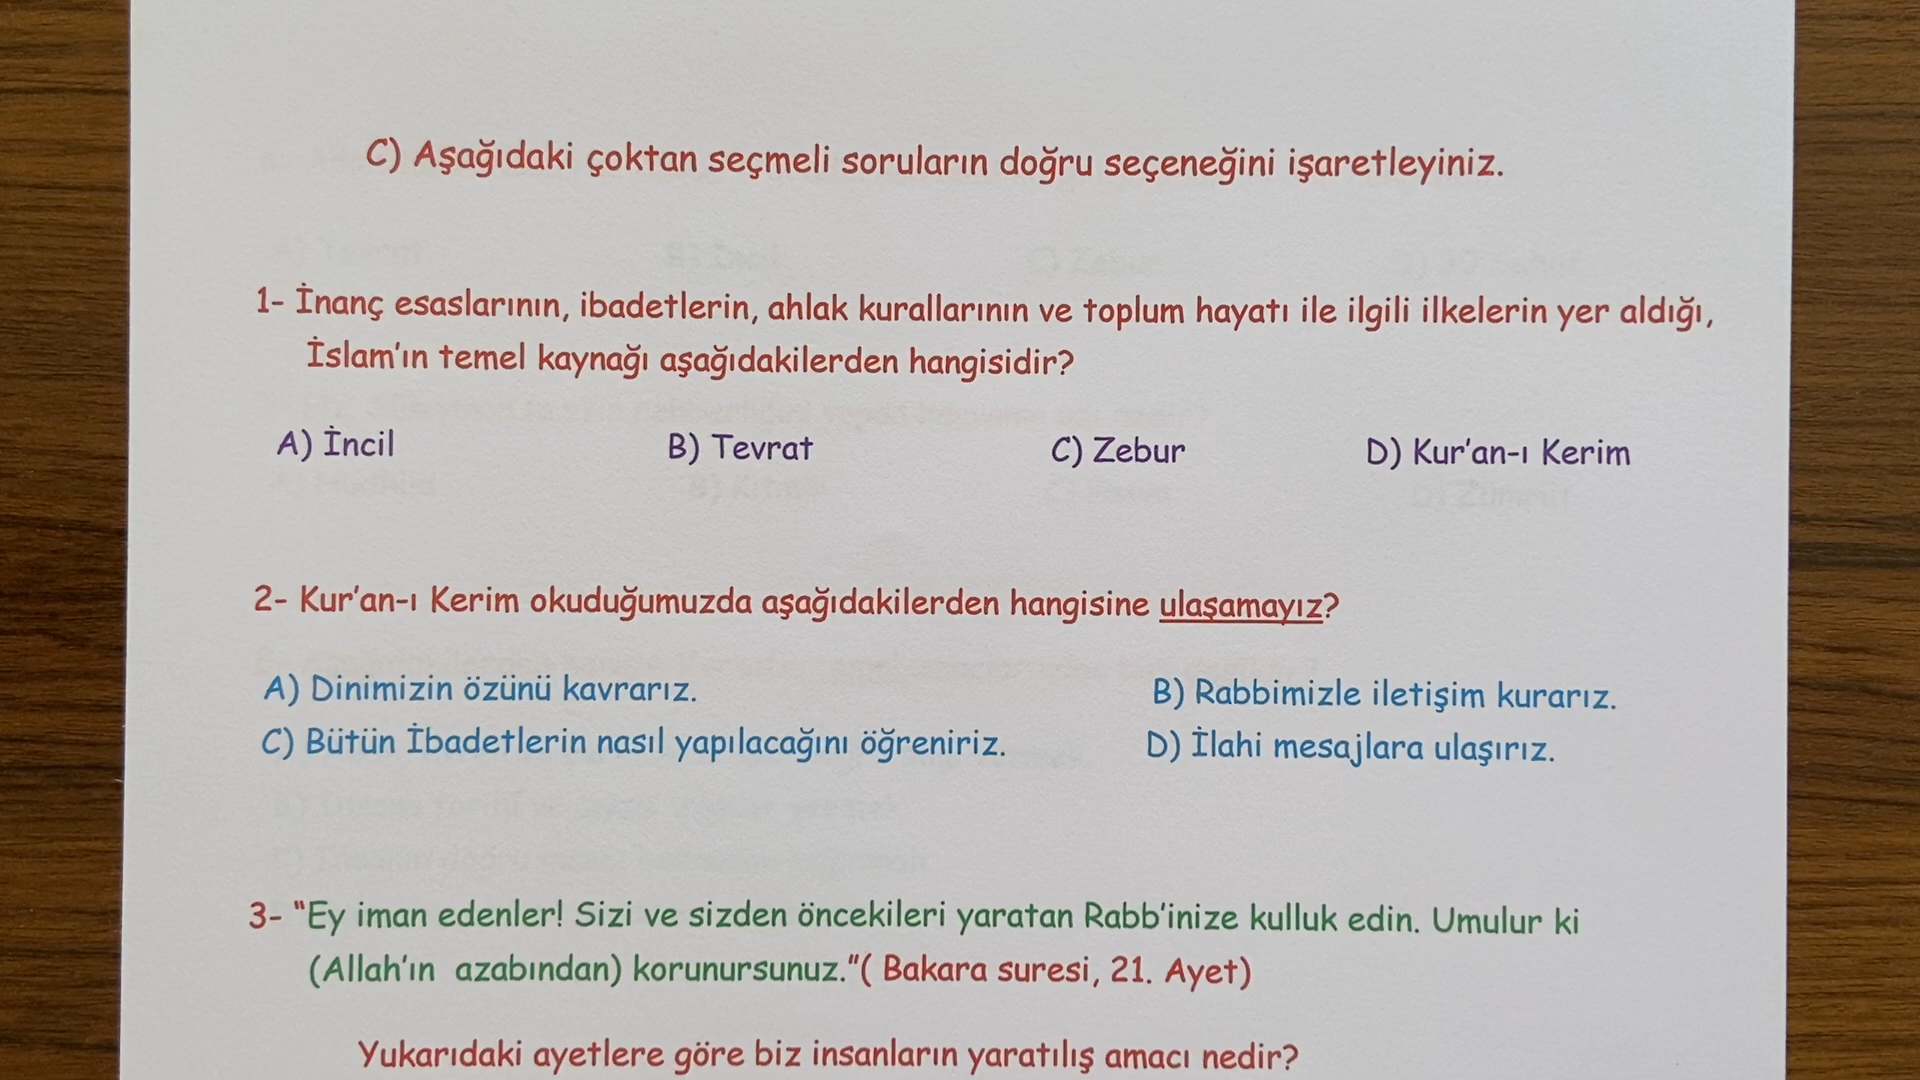 C) Aşağıdaki çoktan seçmeli soruların doğru seçeneğini işaretleyiniz.
1- İnanç esaslarının, ibadetlerin, ahlak kurallarının ve toplum hayatı ile ilgili ilkelerin yer aldığı,
İslam'ın temel kaynağı aşağıdakilerden hangisidir?
A) İncil B) Tevrat C) Zebur D) Kur'an-ı Kerim
2- Kur'an-ı Kerim okuduğumuzda aşağıdakilerden hangisine ulaşamayız?
A) Dinimizin özünü kavrarız. B) Rabbimizle iletişim kurarız.
C) Bütün İbadetlerin nasıl yapılacağını öğreniriz. D) İlahi mesajlara ulaşırız.
3- "Ey iman edenler! Sizi ve sizden öncekileri yaratan Rabb'inize kulluk edin. Umulur ki
(Allah'ın azabından) korunursunuz."( Bakara suresi, 21. Ayet)
Yukarıdaki ayetlere göre biz insanların yaratılış amacı nedir?